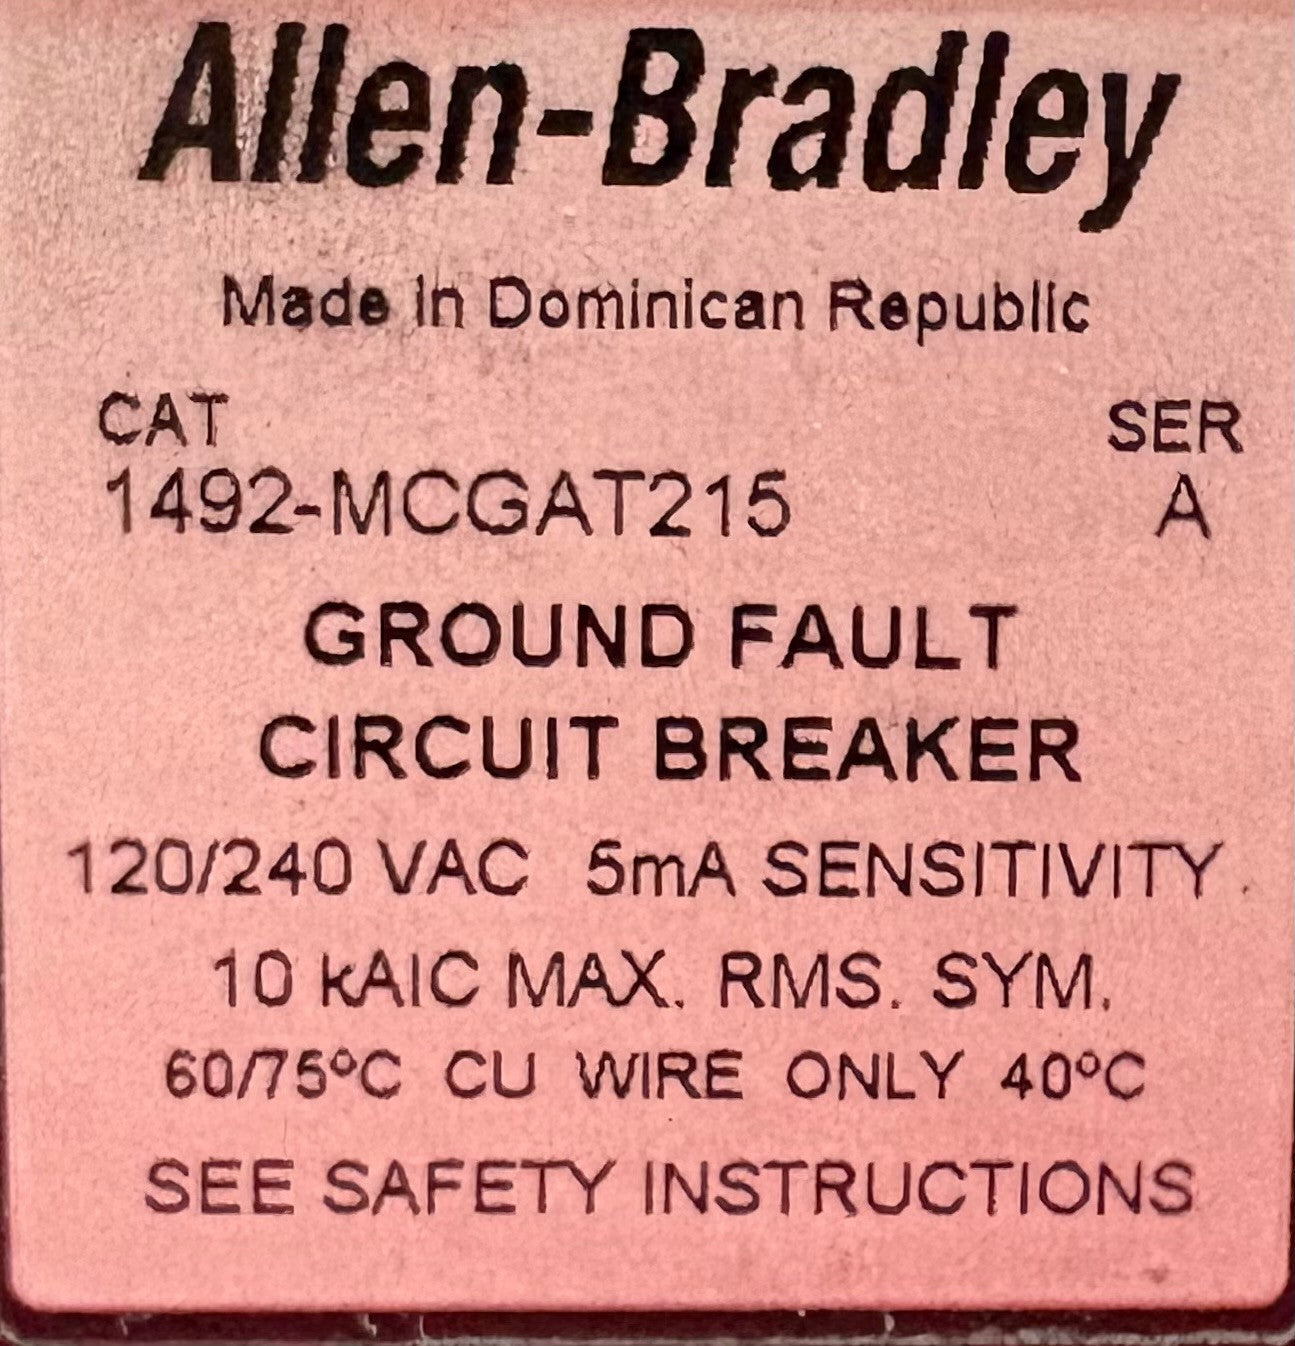 Allen-Bradley
Made in Dominican Republic
CAT SER
1492-MCGAT215 A
GROUND FAULT
CIRCUIT BREAKER
120/240 VAC 5mA SENSITIVITY
10 kAIC MAX. RMS. SYM.
60/75°C CU WIRE ONLY 40°C
SEE SAFETY INSTRUCTIONS